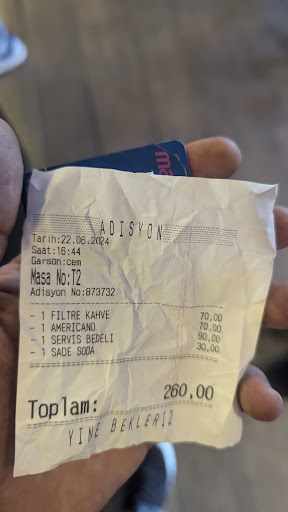 ADISYON
Tarih:22.06.2024
Saat:16:44
Garson:cem
Masa No:T2
Adisyon No:873732
- 1 FILTRE KAHVE 70.00
- 1 AMERICANO 70.00
- 1 SERVIS BEDELI 90.00
- 1 SADE SODA 30.00
Toplam: 260,00
YINE BEKLERIZ
ma